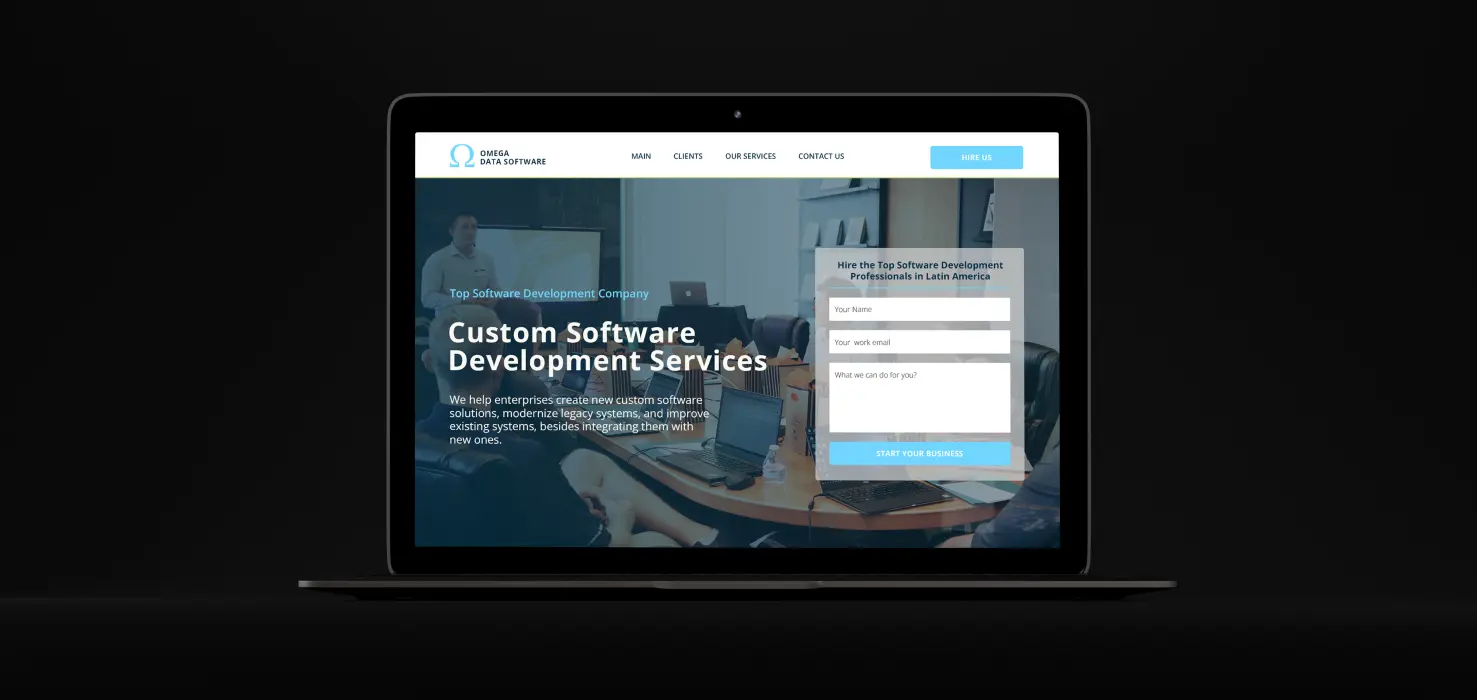 OMEGA
DATA SOFTWARE
MAIN
CLIENTS
OUR SERVICES
CONTACT US
HIRE US
Top Software Development Company
Custom Software
Development Services
We help enterprises create new custom software
solutions, modernize legacy systems, and improve
existing systems, besides integrating them with
new ones.
Hire the Top Software Development
Professionals in Latin America
Your Name
Your work email
What we can do for you?
START YOUR BUSINESS